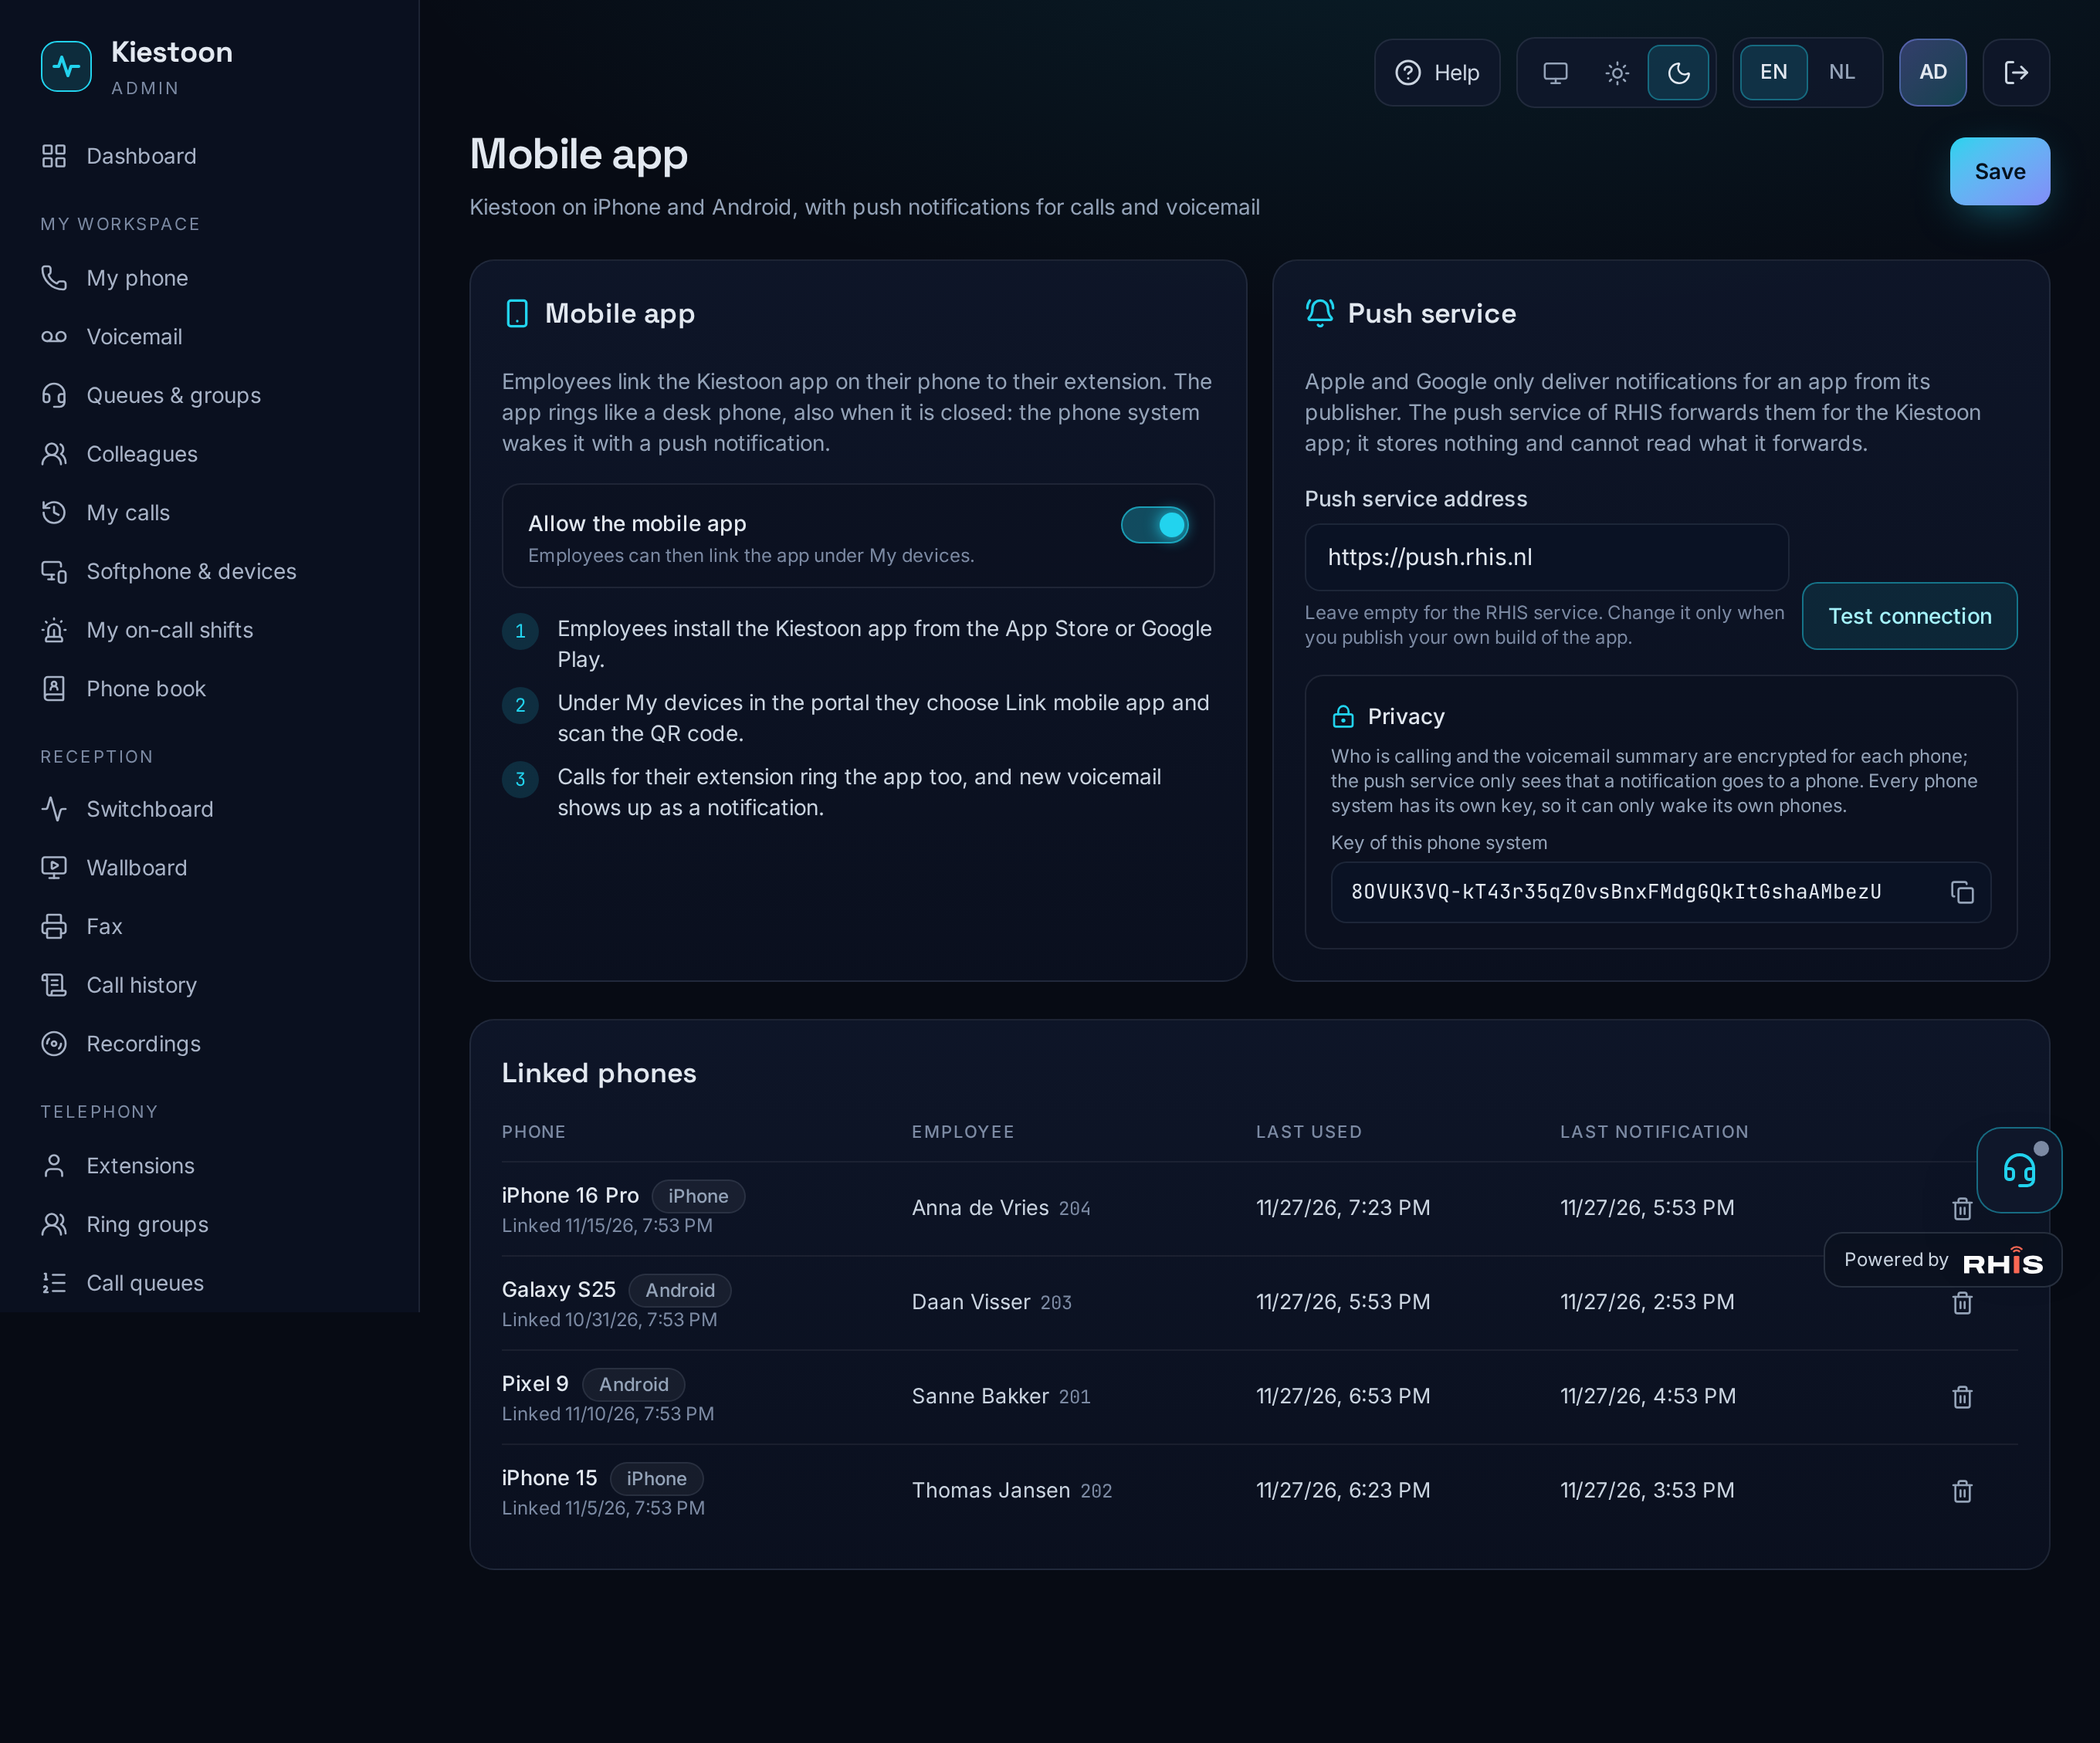 Kiestoon
ADMIN
Dashboard
MY WORKSPACE
My phone
Voicemail
Queues & groups
Colleagues
My calls
Softphone & devices
My on-call shifts
Phone book
RECEPTION
Switchboard
Wallboard
Fax
Call history
Recordings
TELEPHONY
Extensions
Ring groups
Call queues
Help
EN
NL
AD
Mobile app
Kiestoon on iPhone and Android, with push notifications for calls and voicemail
Save
Mobile app
Employees link the Kiestoon app on their phone to their extension. The
app rings like a desk phone, also when it is closed: the phone system
wakes it with a push notification.
Allow the mobile app
Employees can then link the app under My devices.
1 Employees install the Kiestoon app from the App Store or Google
Play.
2 Under My devices in the portal they choose Link mobile app and
scan the QR code.
3 Calls for their extension ring the app too, and new voicemail
shows up as a notification.
Push service
Apple and Google only deliver notifications for an app from its
publisher. The push service of RHIS forwards them for the Kiestoon
app; it stores nothing and cannot read what it forwards.
Push service address
https://push.rhis.nl
Leave empty for the RHIS service. Change it only when
you publish your own build of the app.
Test connection
Privacy
Who is calling and the voicemail summary are encrypted for each phone;
the push service only sees that a notification goes to a phone. Every phone
system has its own key, so it can only wake its own phones.
Key of this phone system
8OVUK3VQ-kT43r35qZ0vsBnxFMdgGQkItGshaAMbezU
Linked phones
PHONE EMPLOYEE LAST USED LAST NOTIFICATION
iPhone 16 Pro iPhone
Linked 11/15/26, 7:53 PM
Anna de Vries 204 11/27/26, 7:23 PM 11/27/26, 5:53 PM
Powered by RHIS
Galaxy S25 Android
Linked 10/31/26, 7:53 PM
Daan Visser 203 11/27/26, 5:53 PM 11/27/26, 2:53 PM
Pixel 9 Android
Linked 11/10/26, 7:53 PM
Sanne Bakker 201 11/27/26, 6:53 PM 11/27/26, 4:53 PM
iPhone 15 iPhone
Linked 11/5/26, 7:53 PM
Thomas Jansen 202 11/27/26, 6:23 PM 11/27/26, 3:53 PM